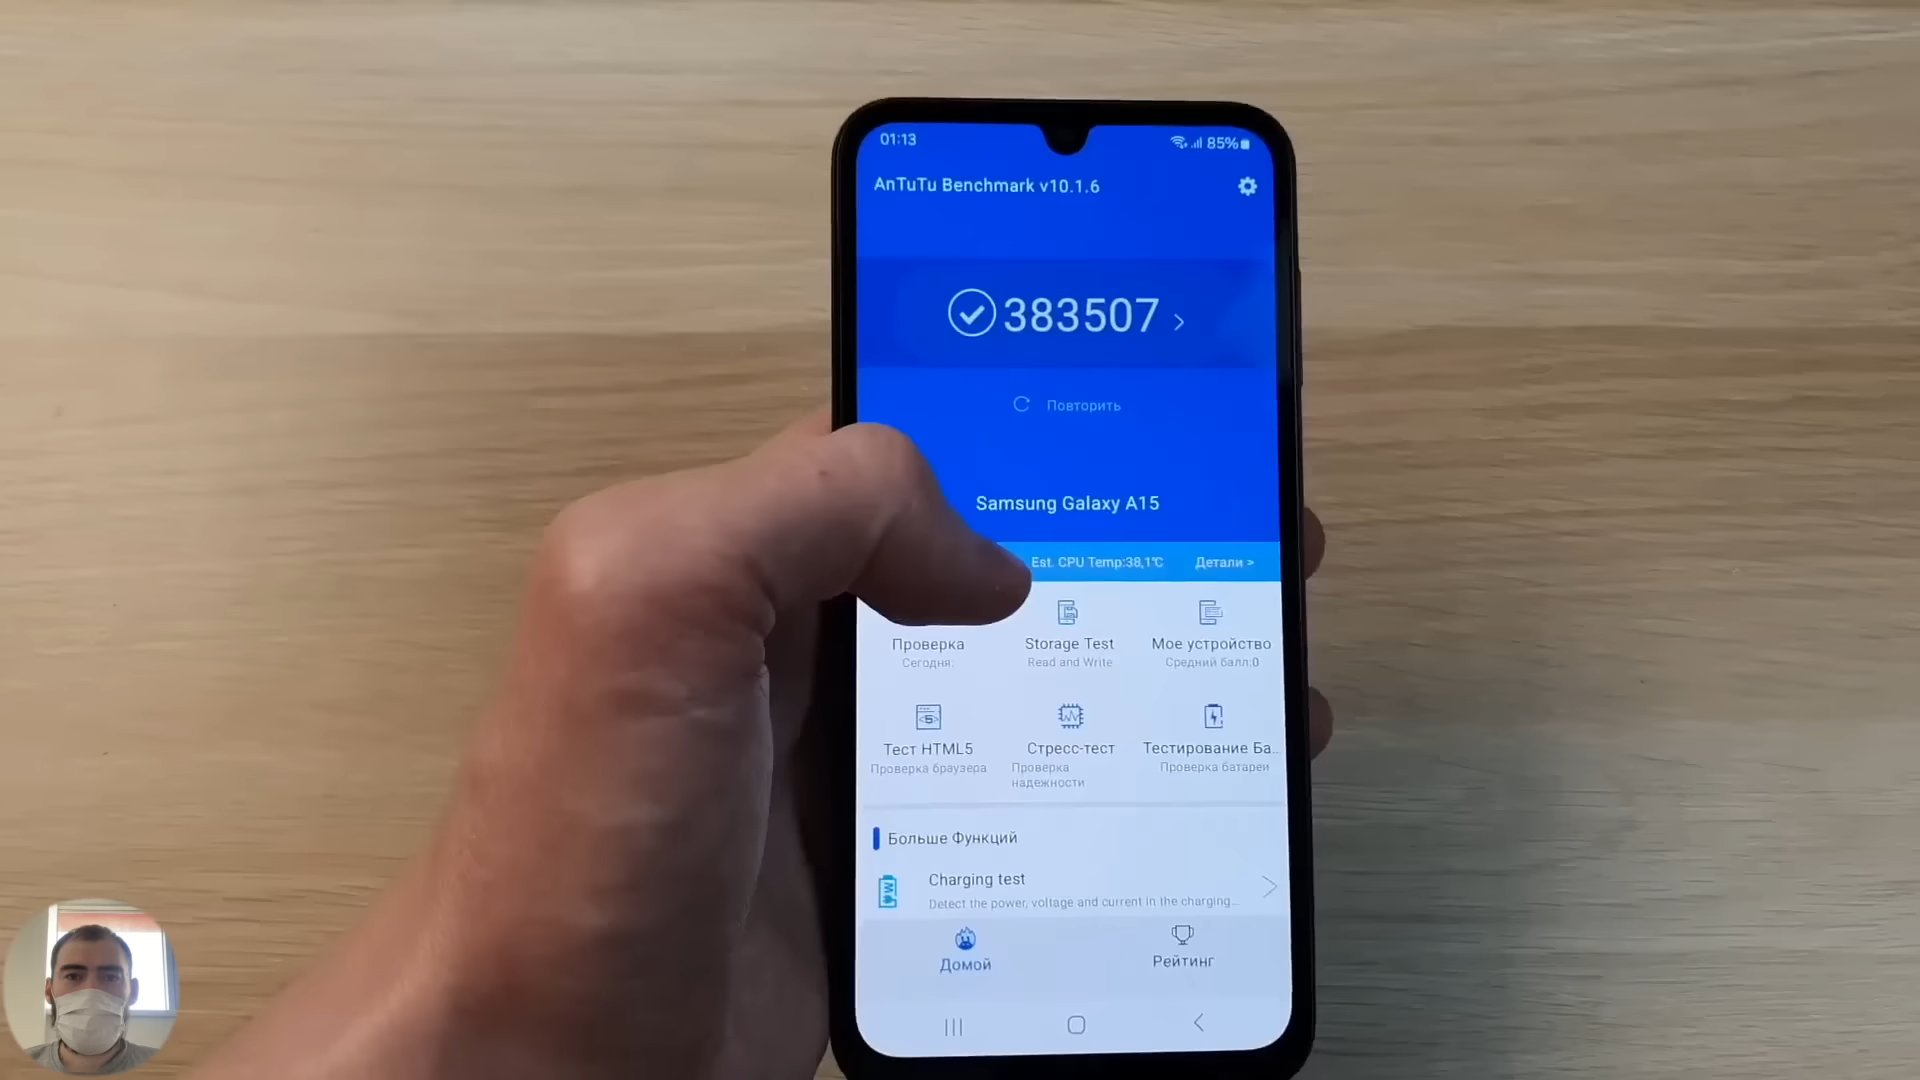 01:13
85%
AnTuTu Benchmark v10.1.6
383507
Повторить
Samsung Galaxy A15
Est. CPU Temp:38,1℃
Детали >
Проверка
Сегодня:
Storage Test
Read and Write
Мое устройство
Средний балл:0
Тест HTML5
Проверка браузера
Стресс-тест
Проверка
надежности
Тестирование Ба...
Проверка батареи
Больше Функций
Charging test
Detect the power, voltage and current in the charging...
Домой
Рейтинг